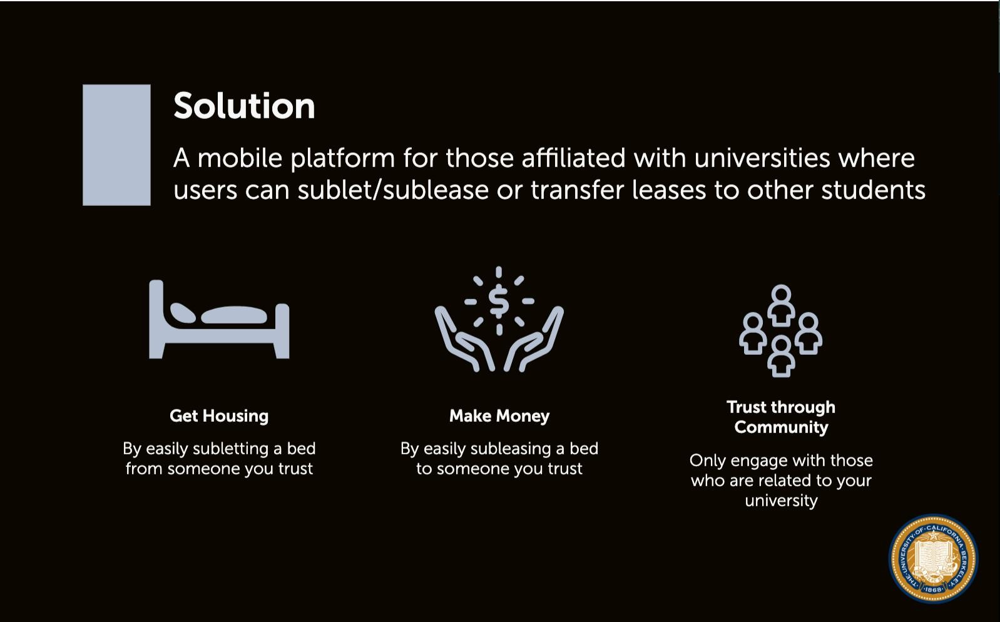 Solution
A mobile platform for those affiliated with universities where
users can sublet/sublease or transfer leases to other students
$
Get Housing
By easily subletting a bed
from someone you trust
Make Money
By easily subleasing a bed
to someone you trust
Trust through
Community
Only engage with those
who are related to your
university
THE·UNIVERSITY·OF·CALIFORNIA·BERKELEY
·1868·